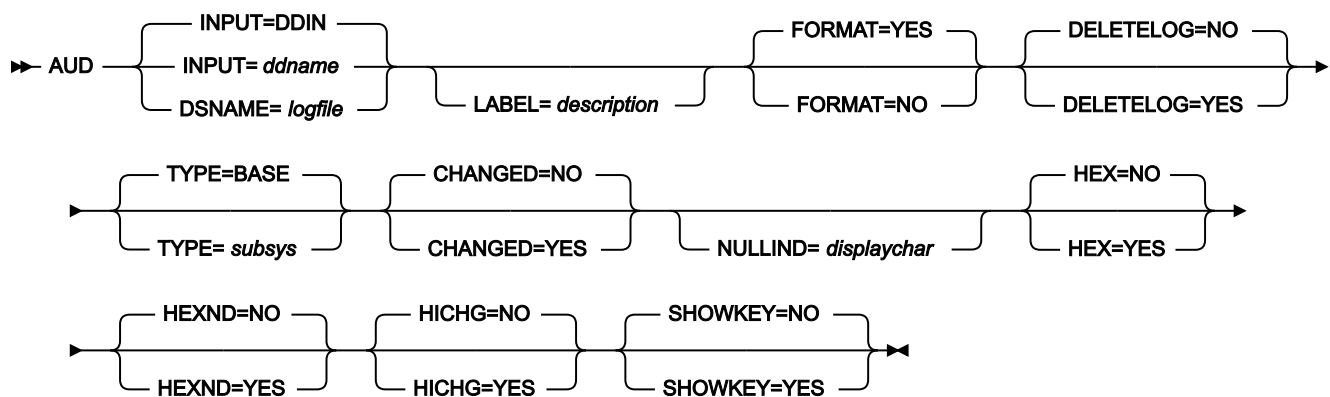 INPUT=DDIN
AUD
INPUT= ddname
DSNAME= logfile
LABEL= description
FORMAT=YES
FORMAT=NO
DELETELOG=NO
DELETELOG=YES
TYPE=BASE
TYPE= subsys
CHANGED=NO
CHANGED=YES
NULLIND= displaychar
HEX=NO
HEX=YES
HEXND=NO
HEXND=YES
HICHG=NO
HICHG=YES
SHOWKEY=NO
SHOWKEY=YES